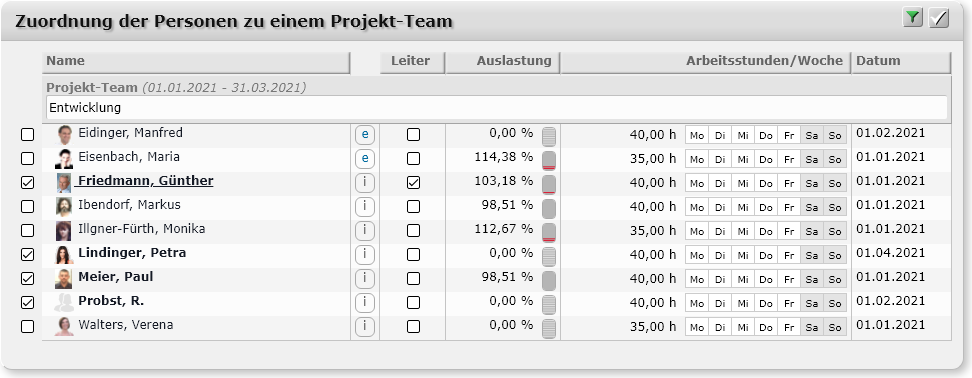 Zuordnung der Personen zu einem Projekt-Team
Name Leiter Auslastung Arbeitsstunden/Woche Datum
Projekt-Team (01.01.2021 - 31.03.2021)
Entwicklung
Eidinger, Manfred e 0,00 % 40,00 h Mo Di Mi Do Fr Sa So 01.02.2021
Eisenbach, Maria e 114,38 % 35,00 h Mo Di Mi Do Fr Sa So 01.01.2021
Friedmann, Günther i 103,18 % 40,00 h Mo Di Mi Do Fr Sa So 01.01.2021
Ibendorf, Markus i 98,51 % 40,00 h Mo Di Mi Do Fr Sa So 01.01.2021
Illgner-Fürth, Monika i 112,67 % 35,00 h Mo Di Mi Do Fr Sa So 01.01.2021
Lindinger, Petra i 0,00 % 40,00 h Mo Di Mi Do Fr Sa So 01.04.2021
Meier, Paul i 98,51 % 40,00 h Mo Di Mi Do Fr Sa So 01.01.2021
Probst, R. i 0,00 % 40,00 h Mo Di Mi Do Fr Sa So 01.02.2021
Walters, Verena i 0,00 % 35,00 h Mo Di Mi Do Fr Sa So 01.01.2021